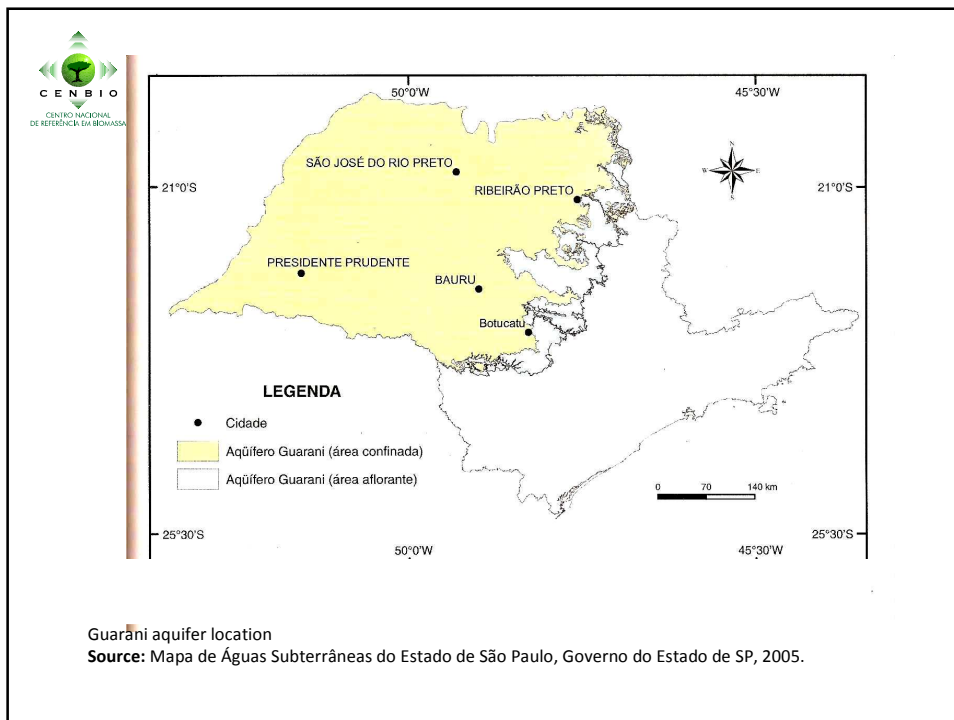 CENBIO
CENTRO NACIONAL
DE REFERÊNCIA EM BIOMASSA
50°0'W
45°30'W
N
W
E
S
SÃO JOSÉ DO RIO PRETO
21°0'S
21°0'S
RIBEIRÃO PRETO
PRESIDENTE PRUDENTE
BAURU
Botucatu
LEGENDA
Cidade
Aqüífero Guarani (área confinada)
Aqüífero Guarani (área aflorante)
0 70 140 km
25°30'S
25°30'S
50°0'W
45°30'W
Guarani aquifer location
Source: Mapa de Águas Subterrâneas do Estado de São Paulo, Governo do Estado de SP, 2005.